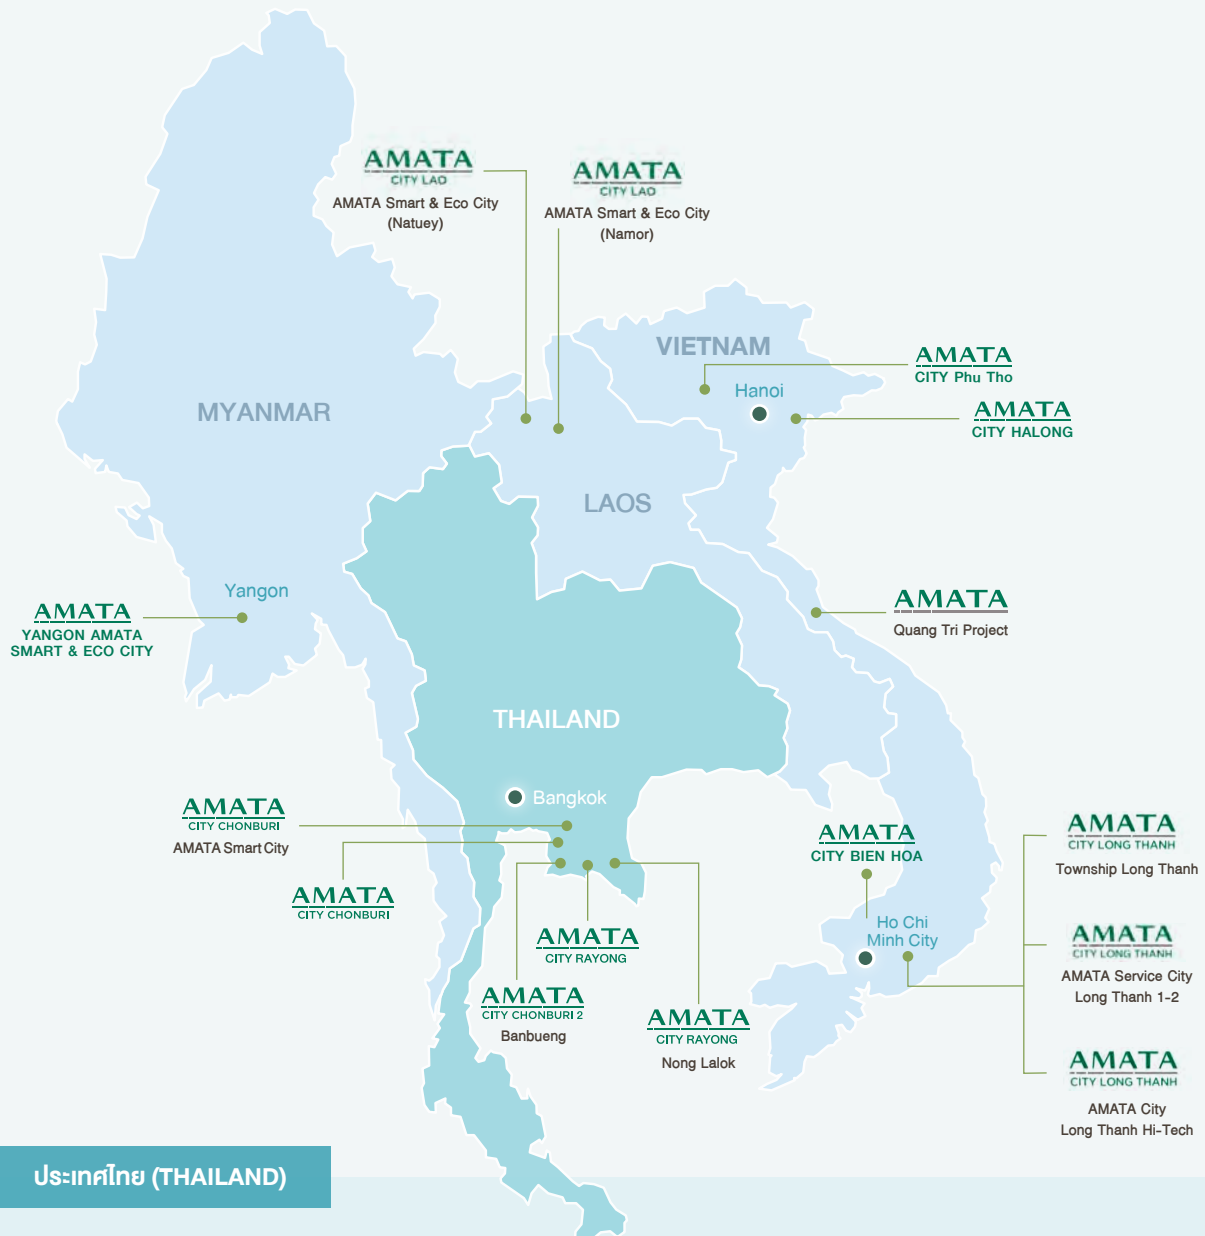 AMATA
CITY LAO
AMATA Smart & Eco City
(Natuey)
AMATA
CITY LAO
AMATA Smart & Eco City
(Namor)
VIETNAM
AMATA
CITY Phu Tho
Hanoi
MYANMAR
AMATA
CITY HALONG
LAOS
Yangon
AMATA
YANGON AMATA
SMART & ECO CITY
AMATA
Quang Tri Project
THAILAND
Bangkok
AMATA
CITY CHONBURI
AMATA Smart City
AMATA
CITY CHONBURI
AMATA
CITY RAYONG
AMATA
CITY CHONBURI 2
Banbueng
AMATA
CITY RAYONG
Nong Lalok
AMATA
CITY BIEN HOA
Ho Chi
Minh City
AMATA
CITY LONG THANH
Township Long Thanh
AMATA
CITY LONG THANH
AMATA Service City
Long Thanh 1-2
AMATA
CITY LONG THANH
AMATA City
Long Thanh Hi-Tech
ประเทศไทย (THAILAND)